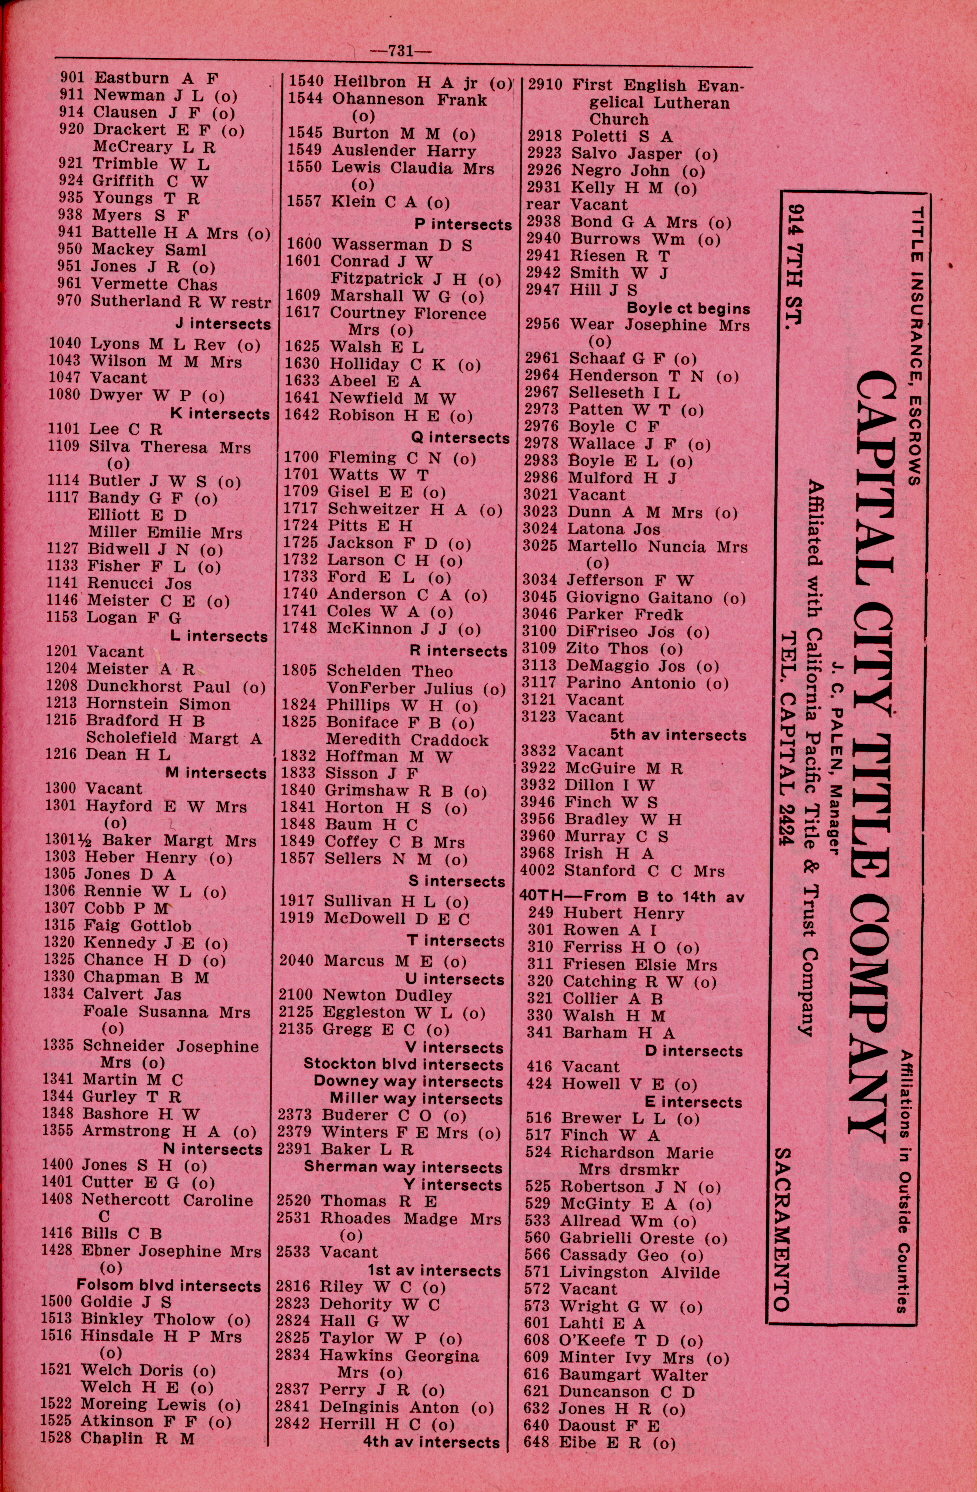 —731—
901 Eastburn A F
911 Newman J L (o)
914 Clausen J F (o)
920 Drackert E F (o)
McCreary L R
921 Trimble W L
924 Griffith C W
935 Youngs T R
938 Myers S F
941 Battelle H A Mrs (o)
950 Mackey Saml
951 Jones J R (o)
961 Vermette Chas
970 Sutherland R W restr
J intersects
1040 Lyons M L Rev (o)
1043 Wilson M M Mrs
1047 Vacant
1080 Dwyer W P (o)
K intersects
1101 Lee C R
1109 Silva Theresa Mrs
(o)
1114 Butler J W S (o)
1117 Bandy G F (o)
Elliott E D
Miller Emilie Mrs
1127 Bidwell J N (o)
1133 Fisher F L (o)
1141 Renucci Jos
1146 Meister C E (o)
1153 Logan F G
L intersects
1201 Vacant
1204 Meister A R
1208 Dunckhorst Paul (o)
1213 Hornstein Simon
1215 Bradford H B
Scholefield Margt A
1216 Dean H L
M intersects
1300 Vacant
1301 Hayford E W Mrs
(o)
1301½ Baker Margt Mrs
1303 Heber Henry (o)
1305 Jones D A
1306 Rennie W L (o)
1307 Cobb P M
1315 Faig Gottlob
1320 Kennedy J E (o)
1325 Chance H D (o)
1330 Chapman B M
1334 Calvert Jas
Foale Susanna Mrs
(o)
1335 Schneider Josephine
Mrs (o)
1341 Martin M C
1344 Gurley T R
1348 Bashore H W
1355 Armstrong H A (o)
N intersects
1400 Jones S H (o)
1401 Cutter E G (o)
1408 Nethercott Caroline
C
1416 Bills C B
1428 Ebner Josephine Mrs
(o)
Folsom blvd intersects
1500 Goldie J S
1513 Binkley Tholow (o)
1516 Hinsdale H P Mrs
(o)
1521 Welch Doris (o)
Welch H E (o)
1522 Moreing Lewis (o)
1525 Atkinson F F (o)
1528 Chaplin R M
1540 Heilbron H A jr (o)
1544 Ohanneson Frank
(o)
1545 Burton M M (o)
1549 Auslender Harry
1550 Lewis Claudia Mrs
(o)
1557 Klein C A (o)
P intersects
1600 Wasserman D S
1601 Conrad J W
Fitzpatrick J H (o)
1609 Marshall W G (o)
1617 Courtney Florence
Mrs (o)
1625 Walsh E L
1630 Holliday C K (o)
1633 Abeel E A
1641 Newfield M W
1642 Robison H E (o)
Q intersects
1700 Fleming C N (o)
1701 Watts W T
1709 Gisel E E (o)
1717 Schweitzer H A (o)
1724 Pitts E H
1725 Jackson F D (o)
1732 Larson C H (o)
1733 Ford E L (o)
1740 Anderson C A (o)
1741 Coles W A (o)
1748 McKinnon J J (o)
R intersects
1805 Schelden Theo
VonFerber Julius (o)
1824 Phillips W H (o)
1825 Boniface F B (o)
Meredith Craddock
1832 Hoffman M W
1833 Sisson J F
1840 Grimshaw R B (o)
1841 Horton H S (o)
1848 Baum H C
1849 Coffey C B Mrs
1857 Sellers N M (o)
S intersects
1917 Sullivan H L (o)
1919 McDowell D E C
T intersects
2040 Marcus M E (o)
U intersects
2100 Newton Dudley
2125 Eggleston W L (o)
2135 Gregg E C (o)
V intersects
Stockton blvd intersects
Downey way intersects
Miller way intersects
2373 Buderer C O (o)
2379 Winters F E Mrs (o)
2391 Baker L R
Sherman way intersects
Y intersects
2520 Thomas R E
2531 Rhoades Madge Mrs
(o)
2533 Vacant
1st av intersects
2816 Riley W C (o)
2823 Dehority W C
2824 Hall G W
2825 Taylor W P (o)
2834 Hawkins Georgina
Mrs (o)
2837 Perry J R (o)
2841 DeInginis Anton (o)
2842 Herrill H C (o)
4th av intersects
2910 First English Evan-
gelical Lutheran
Church
2918 Poletti S A
2923 Salvo Jasper (o)
2926 Negro John (o)
2931 Kelly H M (o)
rear Vacant
2938 Bond G A Mrs (o)
2940 Burrows Wm (o)
2941 Riesen R T
2942 Smith W J
2947 Hill J S
Boyle ct begins
2956 Wear Josephine Mrs
(o)
2961 Schaaf G F (o)
2964 Henderson T N (o)
2967 Selleseth I L
2973 Patten W T (o)
2976 Boyle C F
2978 Wallace J F (o)
2983 Boyle E L (o)
2986 Mulford H J
3021 Vacant
3023 Dunn A M Mrs (o)
3024 Latona Jos
3025 Martello Nuncia Mrs
(o)
3034 Jefferson F W
3045 Giovigno Gaitano (o)
3046 Parker Fredk
3100 DiFriseo Jos (o)
3109 Zito Thos (o)
3113 DeMaggio Jos (o)
3117 Parino Antonio (o)
3121 Vacant
3123 Vacant
5th av intersects
3832 Vacant
3922 McGuire M R
3932 Dillon I W
3946 Finch W S
3956 Bradley W H
3960 Murray C S
3968 Irish H A
4002 Stanford C C Mrs
40TH—From B to 14th av
249 Hubert Henry
301 Rowen A I
310 Ferriss H O (o)
311 Friesen Elsie Mrs
320 Catching R W (o)
321 Collier A B
330 Walsh H M
341 Barham H A
D intersects
416 Vacant
424 Howell V E (o)
E intersects
516 Brewer L L (o)
517 Finch W A
524 Richardson Marie
Mrs drsmkr
525 Robertson J N (o)
529 McGinty E A (o)
533 Allread Wm (o)
560 Gabrielli Oreste (o)
566 Cassady Geo (o)
571 Livingston Alvilde
572 Vacant
573 Wright G W (o)
601 Lahti E A
608 O'Keefe T D (o)
609 Minter Ivy Mrs (o)
616 Baumgart Walter
621 Duncanson C D
632 Jones H R (o)
640 Daoust F E
648 Eibe E R (o)
TITLE INSURANCE, ESCROWS
Affiliations in Outside Counties
CAPITAL CITY TITLE COMPANY
J. C. PALEN, Manager
Affiliated with California Pacific Title & Trust Company
914 7TH ST.
TEL. CAPITAL 2424
SACRAMENTO